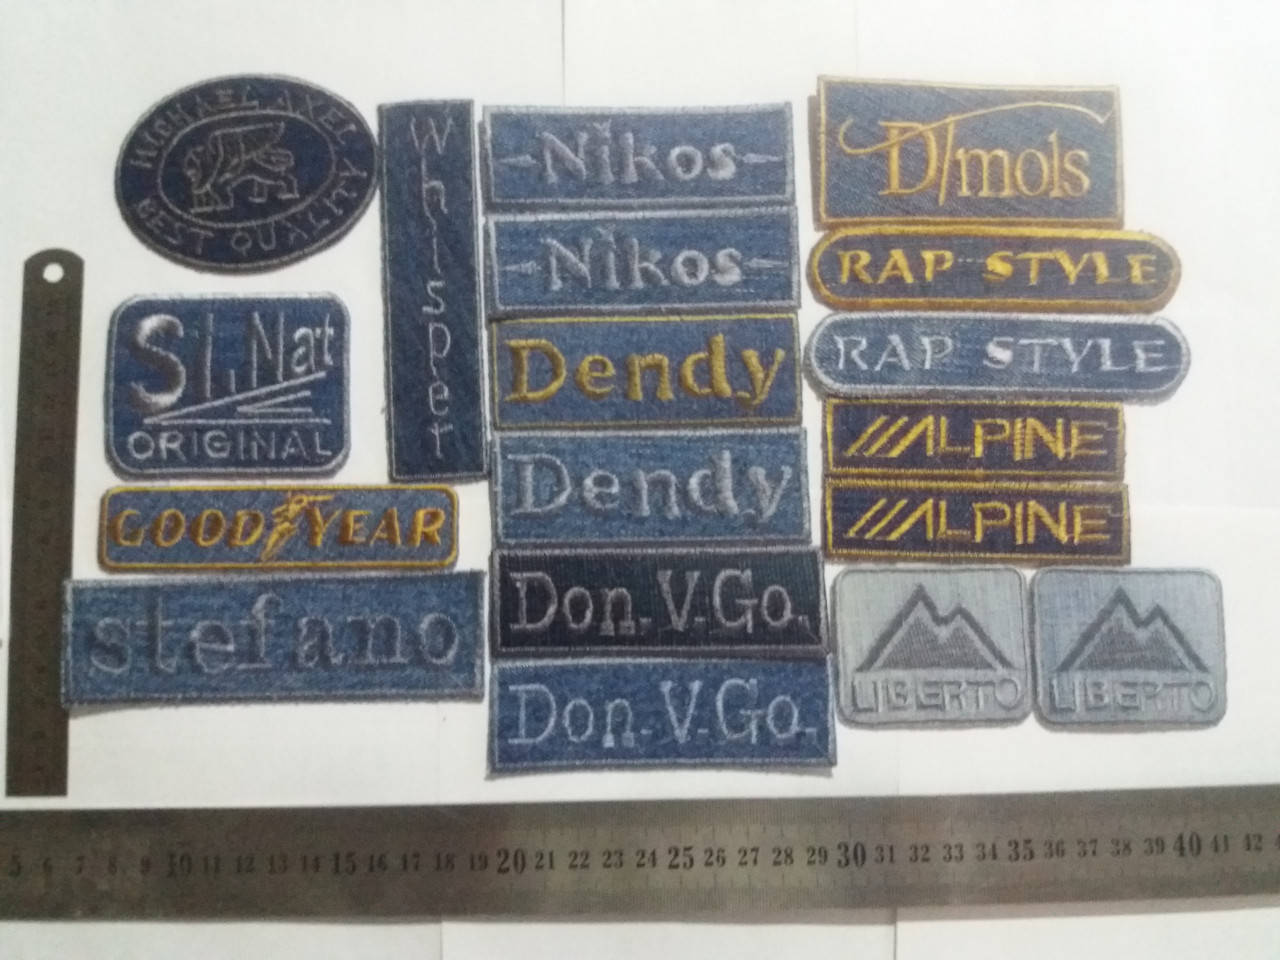 MICHAEL AXEL
BEST QUALITY
Whisper
SI.Nat
ORIGINAL
GOODYEAR
stefano
Nikos
Nikos
Dendy
Dendy
Don.V.Go.
Don.V.Go.
D/mols
RAP STYLE
RAP STYLE
ALPINE
ALPINE
LIBERTO
LIBERTO
5 6 7 8 9 10 11 12 13 14 15 16 17 18 19 20 21 22 23 24 25 26 27 28 29 30 31 32 33 34 35 36 37 38 39 40 41 42